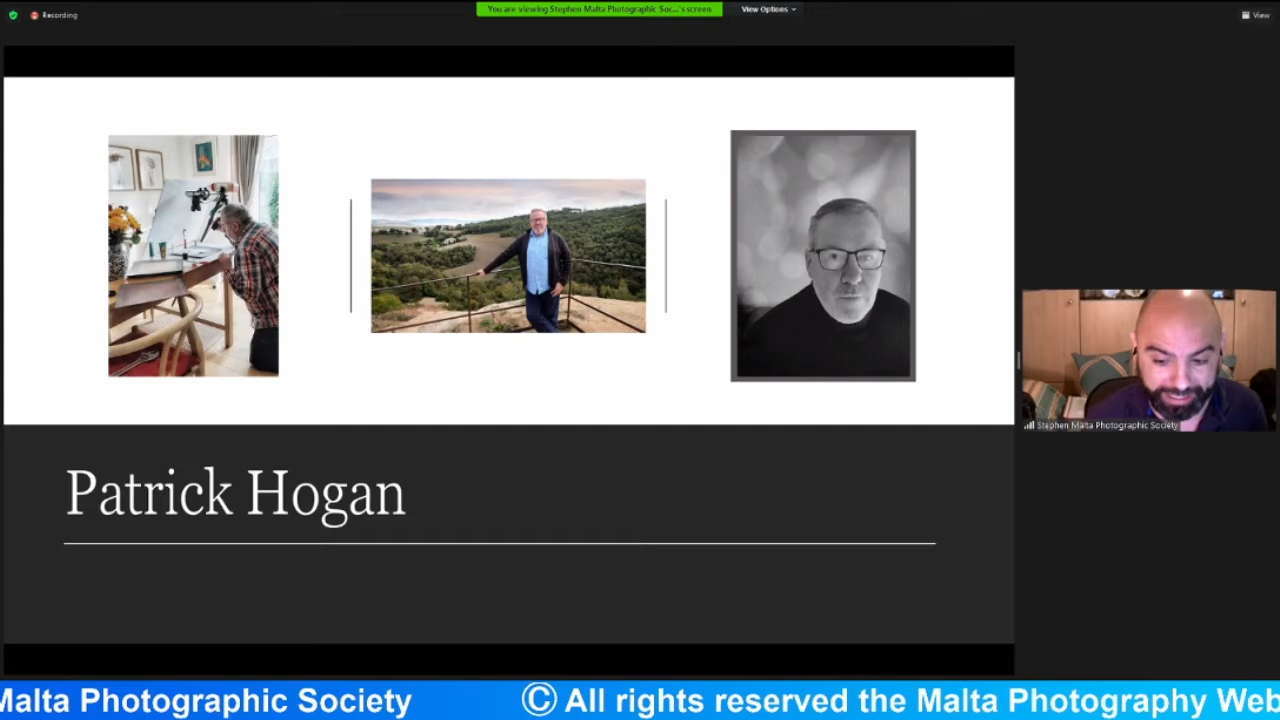 Recording
You are viewing Stephen Malta Photographic Soc...'s screen
View Options
View
Stephen Malta Photographic Society
Patrick Hogan
Malta Photographic Society
© All rights reserved the Malta Photography Web